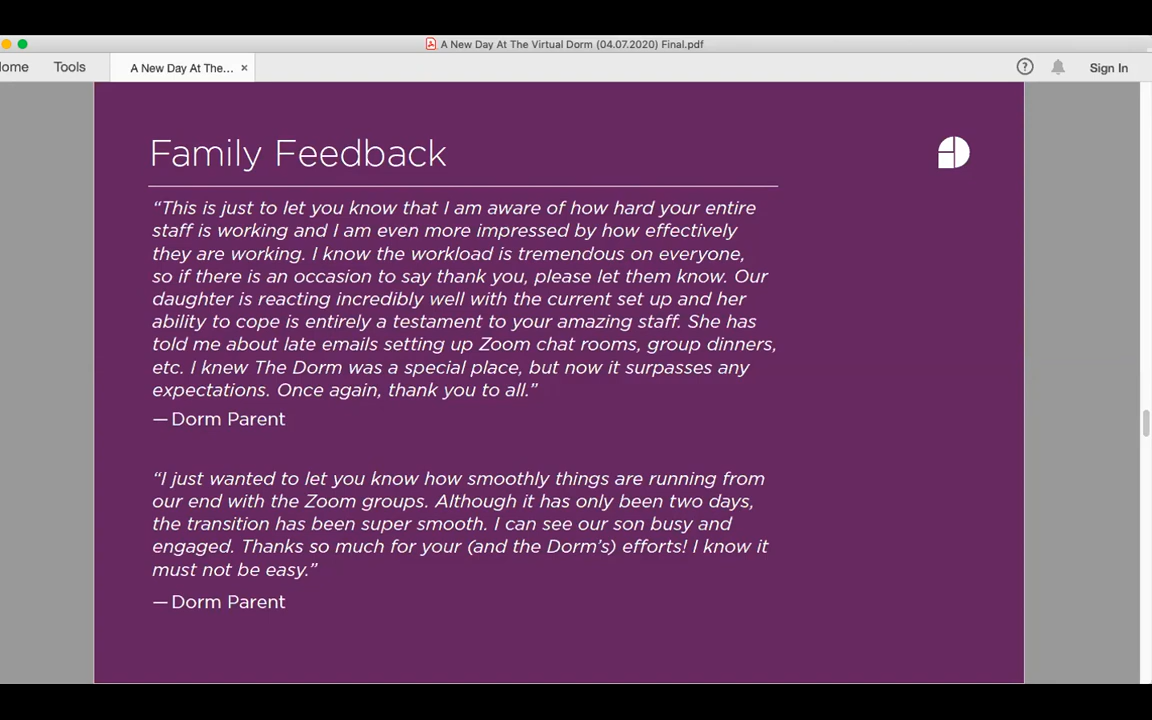 A New Day At The Virtual Dorm (04.07.2020) Final.pdf
ome Tools A New Day At The... × ? Sign In
Family Feedback
“This is just to let you know that I am aware of how hard your entire
staff is working and I am even more impressed by how effectively
they are working. I know the workload is tremendous on everyone,
so if there is an occasion to say thank you, please let them know. Our
daughter is reacting incredibly well with the current set up and her
ability to cope is entirely a testament to your amazing staff. She has
told me about late emails setting up Zoom chat rooms, group dinners,
etc. I knew The Dorm was a special place, but now it surpasses any
expectations. Once again, thank you to all.”
— Dorm Parent
“I just wanted to let you know how smoothly things are running from
our end with the Zoom groups. Although it has only been two days,
the transition has been super smooth. I can see our son busy and
engaged. Thanks so much for your (and the Dorm’s) efforts! I know it
must not be easy.”
— Dorm Parent